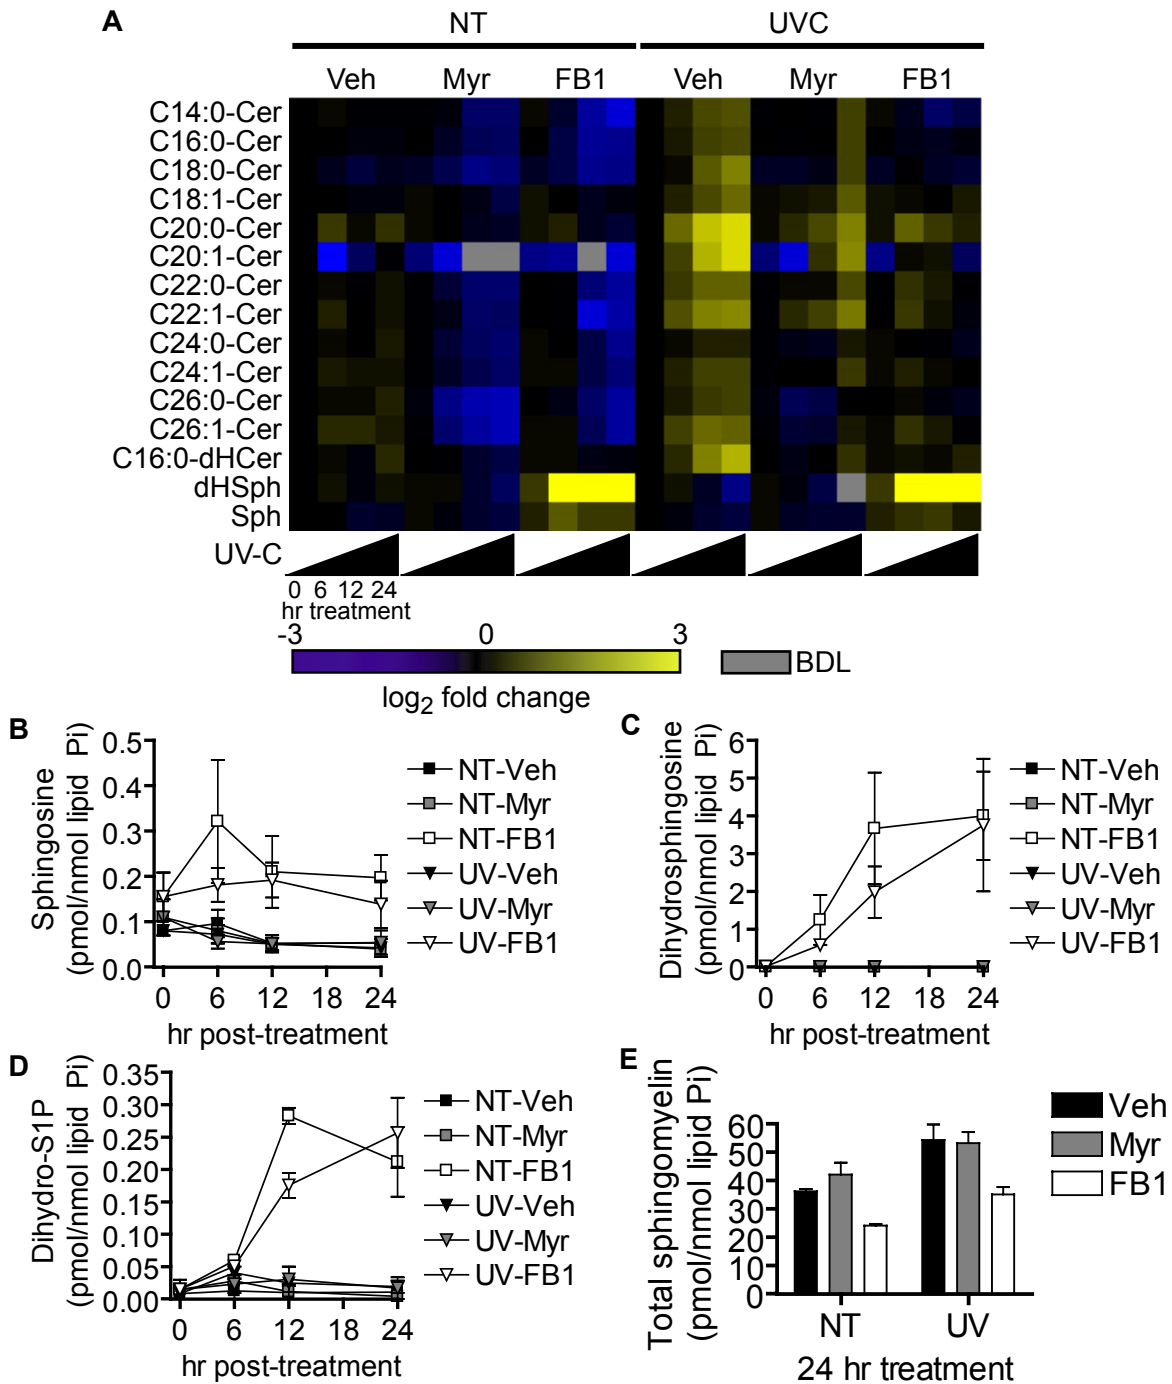 A
NT UVC
Veh Myr FB1 Veh Myr FB1
C14:0-Cer
C16:0-Cer
C18:0-Cer
C18:1-Cer
C20:0-Cer
C20:1-Cer
C22:0-Cer
C22:1-Cer
C24:0-Cer
C24:1-Cer
C26:0-Cer
C26:1-Cer
C16:0-dHCer
dHSph
Sph
UV-C
0 6 12 24
hr treatment
-3 0 3
BDL
log2 fold change
B
Sphingosine
(pmol/nmol lipid Pi)
0.5
0.4
0.3
0.2
0.1
0.0
0 6 12 18 24
hr post-treatment
NT-Veh
NT-Myr
NT-FB1
UV-Veh
UV-Myr
UV-FB1
C
Dihydrosphingosine
(pmol/nmol lipid Pi)
6
5
4
3
2
1
0
0 6 12 18 24
hr post-treatment
NT-Veh
NT-Myr
NT-FB1
UV-Veh
UV-Myr
UV-FB1
D
Dihydro-S1P
(pmol/nmol lipid Pi)
0.35
0.30
0.25
0.20
0.15
0.10
0.05
0.00
0 6 12 18 24
hr post-treatment
NT-Veh
NT-Myr
NT-FB1
UV-Veh
UV-Myr
UV-FB1
E
Total sphingomyelin
(pmol/nmol lipid Pi)
60
50
40
30
20
10
0
NT UV
24 hr treatment
Veh
Myr
FB1